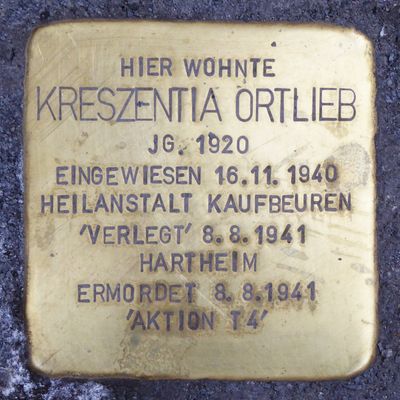 HIER WOHNTE
KRESZENTIA ORTLIEB
JG. 1920
EINGEWIESEN 16.11.1940
HEILANSTALT KAUFBEUREN
'VERLEGT' 8.8.1941
HARTHEIM
ERMORDET 8.8.1941
'AKTION T4'